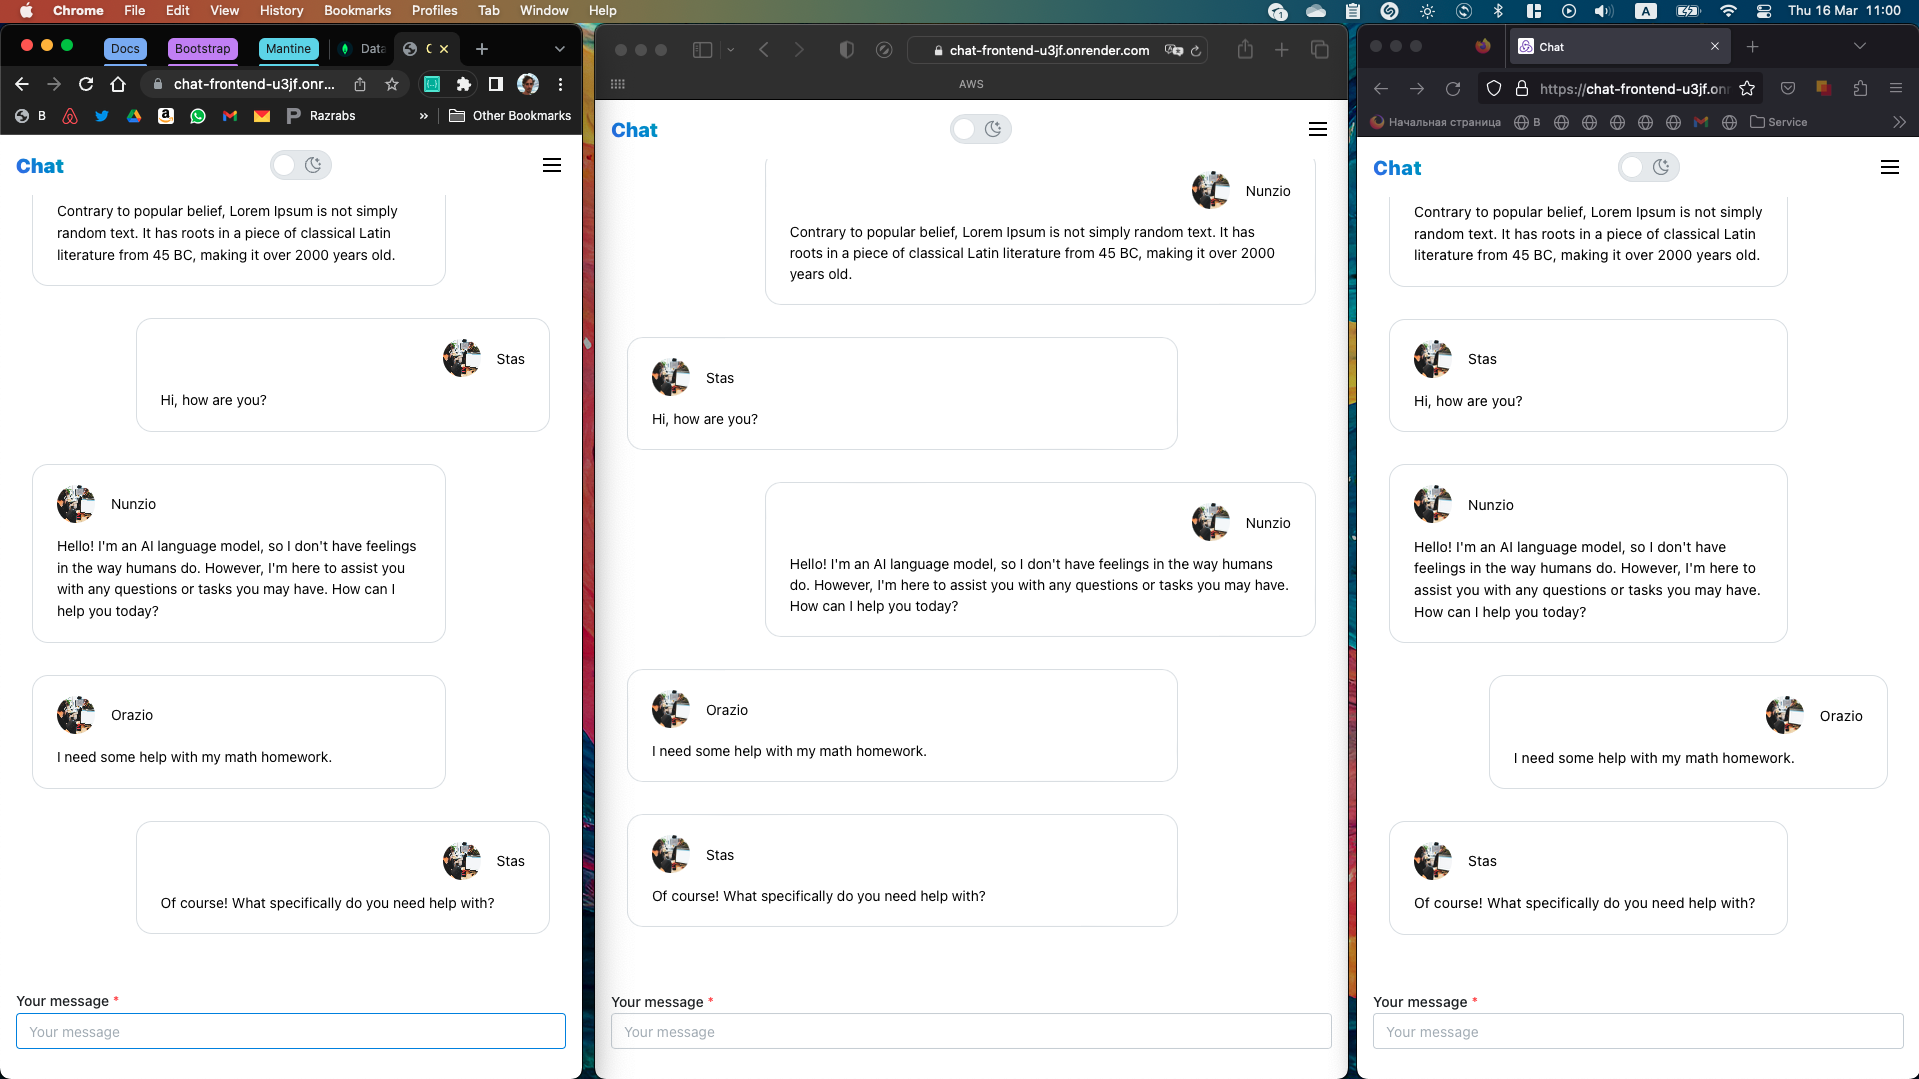 Chrome File Edit View History Bookmarks Profiles Tab Window Help
1 A Thu 16 Mar 11:00
Docs Bootstrap Mantine Data
chat-frontend-u3jf.onr...
B Razrabs » Other Bookmarks
Chat
Contrary to popular belief, Lorem Ipsum is not simply
random text. It has roots in a piece of classical Latin
literature from 45 BC, making it over 2000 years old.
Stas
Hi, how are you?
Nunzio
Hello! I'm an AI language model, so I don't have feelings
in the way humans do. However, I'm here to assist you
with any questions or tasks you may have. How can I
help you today?
Orazio
I need some help with my math homework.
Stas
Of course! What specifically do you need help with?
Your message *
Your message
chat-frontend-u3jf.onrender.com
AWS
Chat
Nunzio
Contrary to popular belief, Lorem Ipsum is not simply random text. It has
roots in a piece of classical Latin literature from 45 BC, making it over 2000
years old.
Stas
Hi, how are you?
Nunzio
Hello! I'm an AI language model, so I don't have feelings in the way humans
do. However, I'm here to assist you with any questions or tasks you may have.
How can I help you today?
Orazio
I need some help with my math homework.
Stas
Of course! What specifically do you need help with?
Your message *
Your message
Chat
https://chat-frontend-u3jf.onr
Начальная страница B Service
Chat
Contrary to popular belief, Lorem Ipsum is not simply
random text. It has roots in a piece of classical Latin
literature from 45 BC, making it over 2000 years old.
Stas
Hi, how are you?
Nunzio
Hello! I'm an AI language model, so I don't have
feelings in the way humans do. However, I'm here to
assist you with any questions or tasks you may have.
How can I help you today?
Orazio
I need some help with my math homework.
Stas
Of course! What specifically do you need help with?
Your message *
Your message